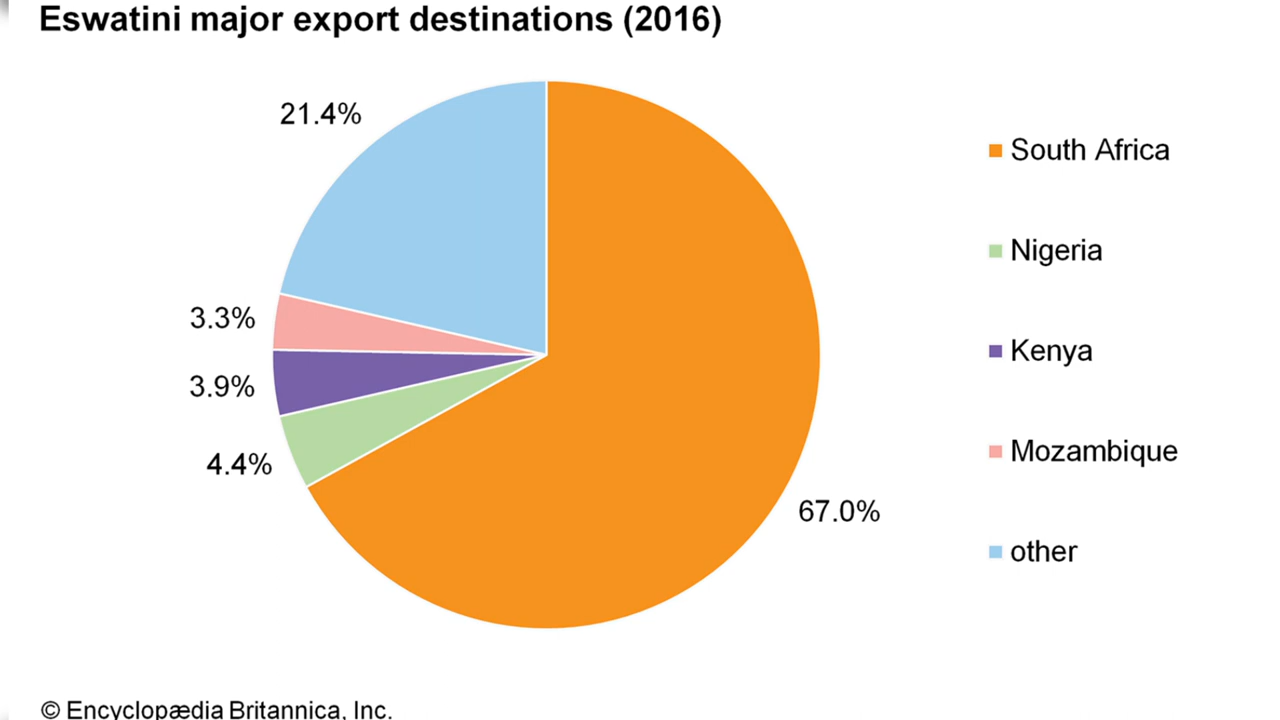 Eswatini major export destinations (2016)
21.4%
3.3%
3.9%
4.4%
67.0%
South Africa
Nigeria
Kenya
Mozambique
other
© Encyclopædia Britannica, Inc.